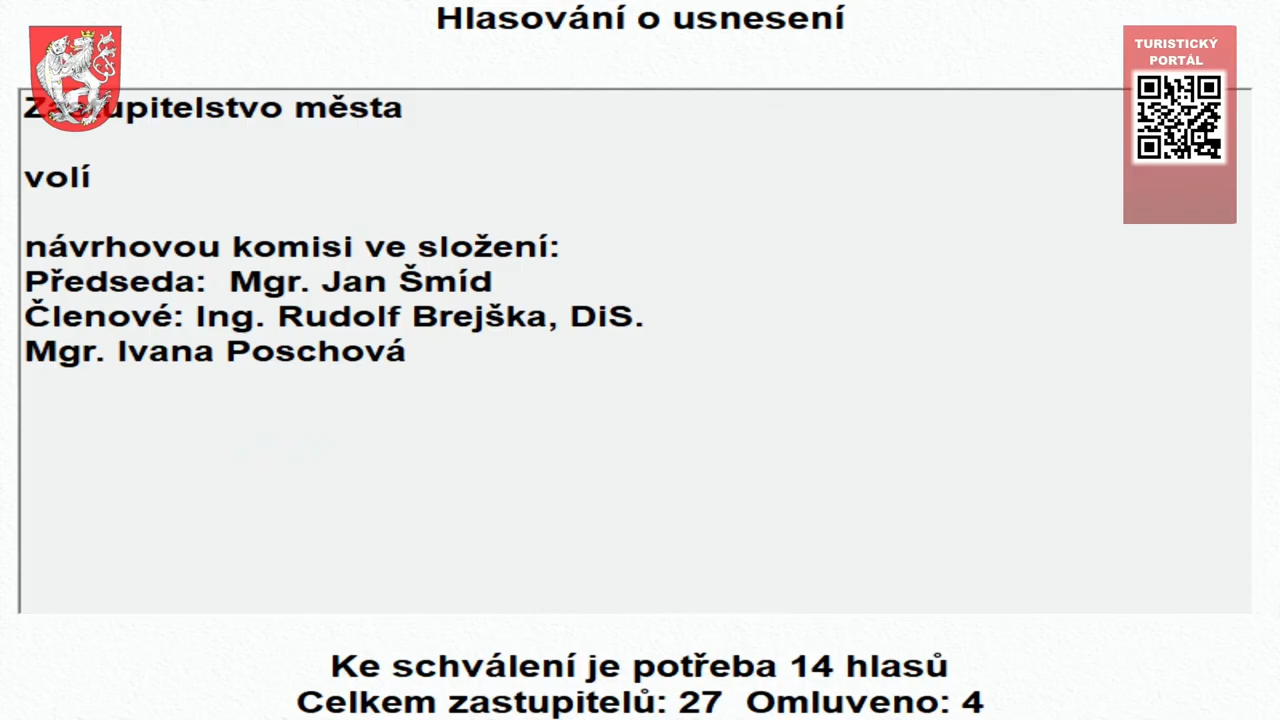 Hlasování o usnesení
TURISTICKÝ
PORTÁL
Zastupitelstvo města
volí
návrhovou komisi ve složení:
Předseda:  Mgr. Jan Šmíd
Členové: Ing. Rudolf Brejška, DiS.
Mgr. Ivana Poschová
Ke schválení je potřeba 14 hlasů
Celkem zastupitelů: 27  Omluveno: 4